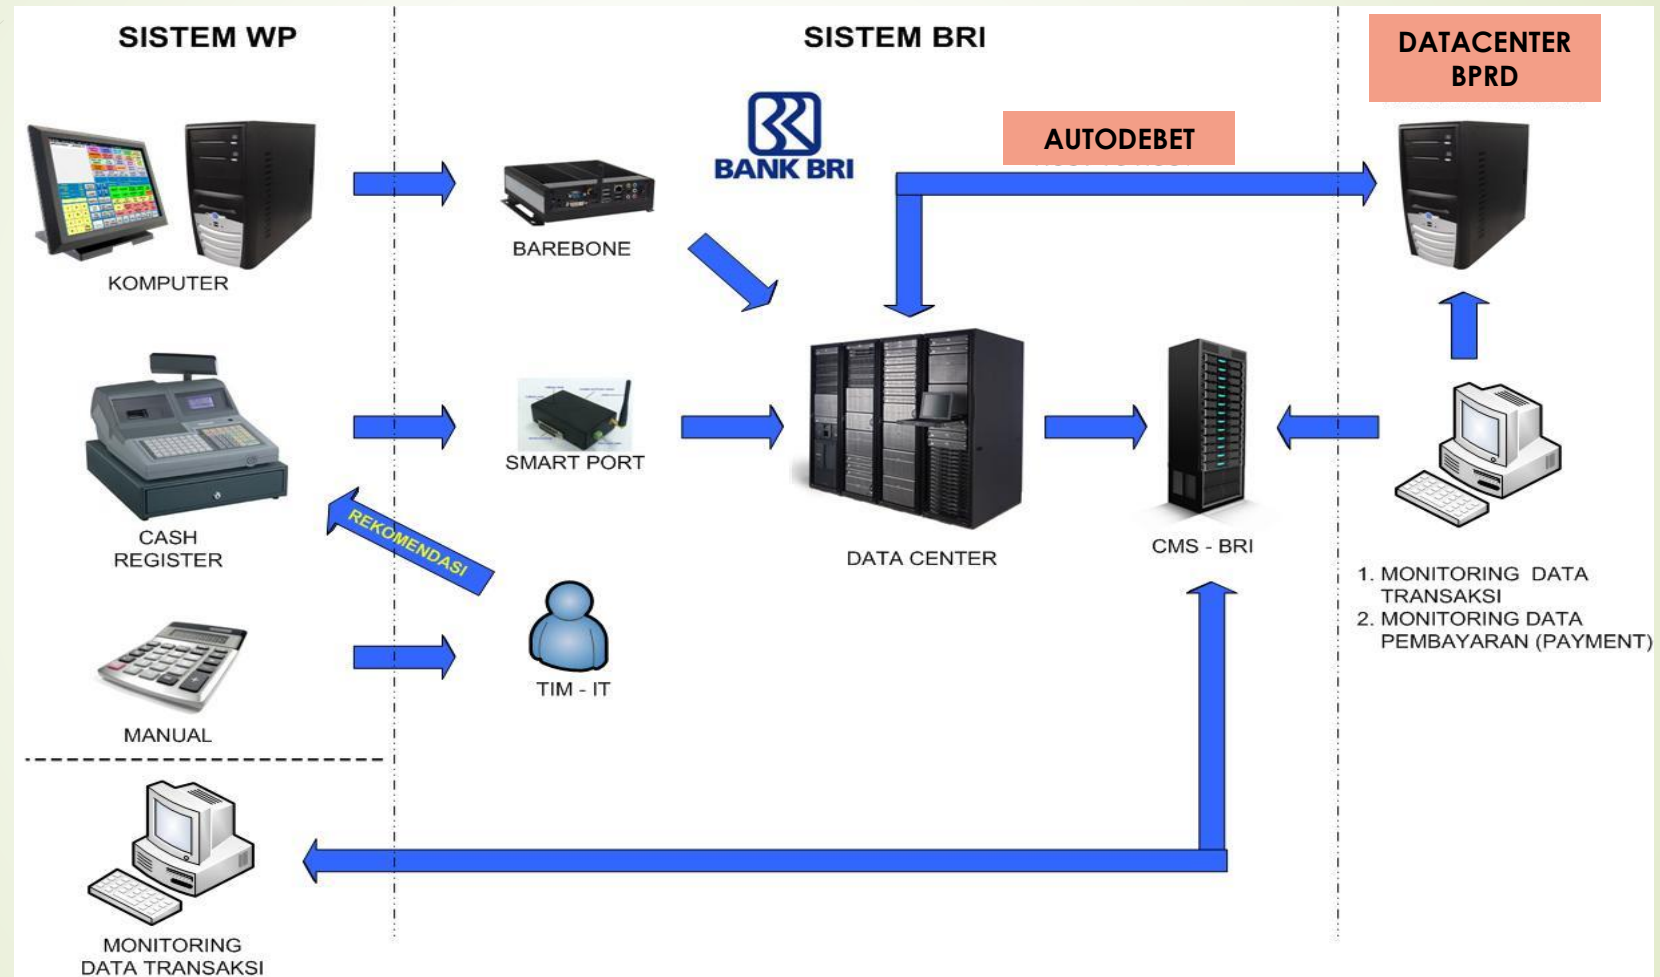 SISTEM WP
SISTEM BRI
DATACENTER
BPRD
BANK BRI
AUTODEBET
KOMPUTER
BAREBONE
CASH
REGISTER
SMART PORT
DATA CENTER
CMS - BRI
REKOMENDASI
MANUAL
TIM - IT
1. MONITORING DATA
TRANSAKSI
2. MONITORING DATA
PEMBAYARAN (PAYMENT)
MONITORING
DATA TRANSAKSI